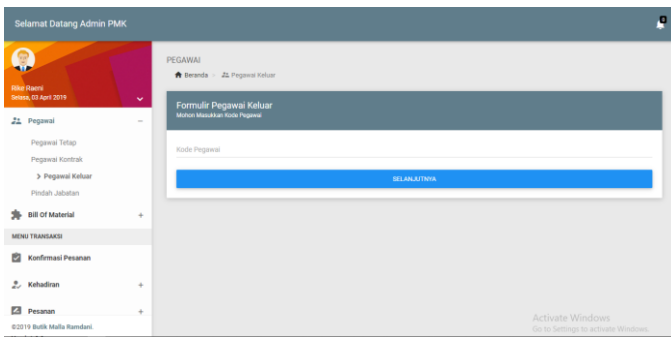 Selamat Datang Admin PMK
0
Rike Raeni
Selasa, 03 April 2019
Pegawai
Pegawai Tetap
Pegawai Kontrak
Pegawai Keluar
Pindah Jabatan
Bill Of Material
MENU TRANSAKSI
Konfirmasi Pesanan
Kehadiran
Pesanan
©2019 Butik Malla Ramdani.
PEGAWAI
Beranda
Pegawai Keluar
Formulir Pegawai Keluar
Mohon Masukkan Kode Pegawai
Kode Pegawai
SELANJUTNYA
Activate Windows
Go to Settings to activate Windows.